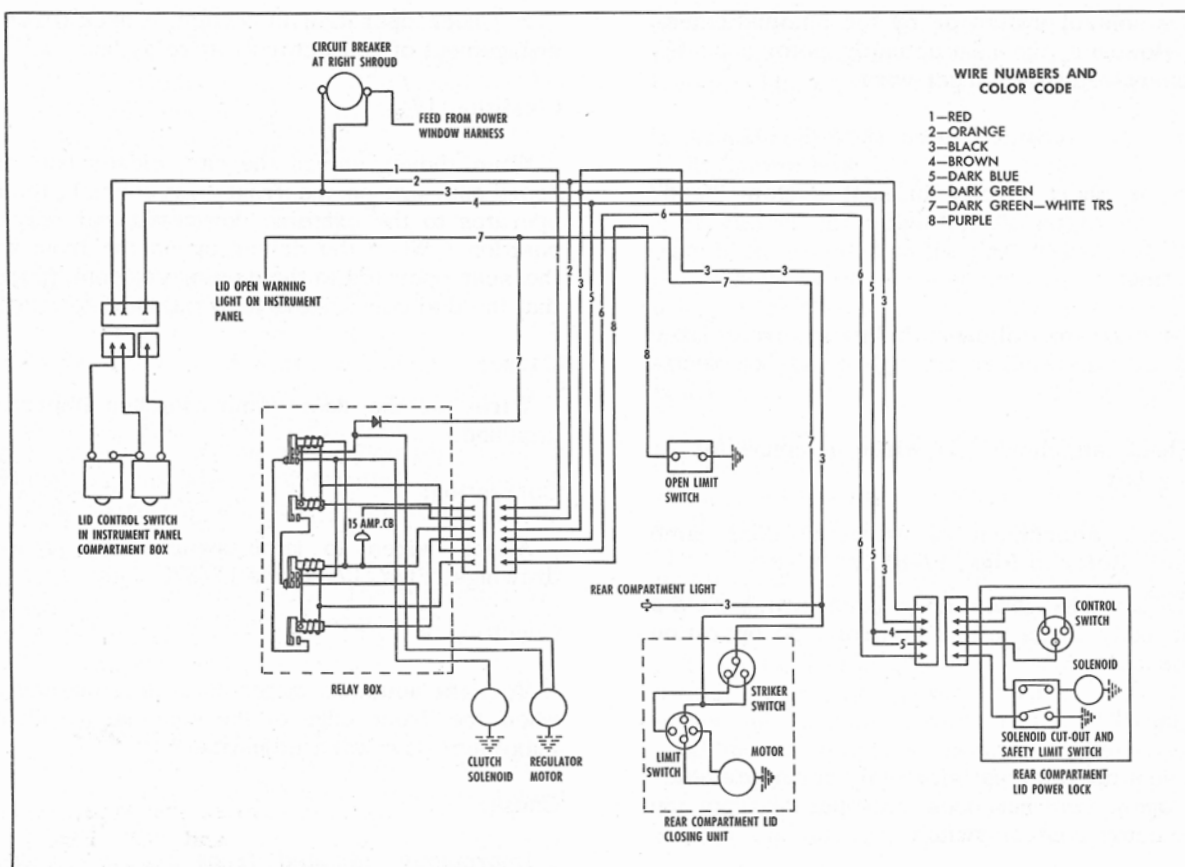 CIRCUIT BREAKER
AT RIGHT SHROUD
FEED FROM POWER
WINDOW HARNESS
WIRE NUMBERS AND
COLOR CODE
1—RED
2—ORANGE
3—BLACK
4—BROWN
5—DARK BLUE
6—DARK GREEN
7—DARK GREEN—WHITE TRS
8—PURPLE
1
2
3
4
6
7
LID OPEN WARNING
LIGHT ON INSTRUMENT
PANEL
2
3
5
6
8
3 3
7
6
5
3
7
8
7
3
OPEN LIMIT
SWITCH
LID CONTROL SWITCH
IN INSTRUMENT PANEL
COMPARTMENT BOX
15 AMP.CB
RELAY BOX
CLUTCH
SOLENOID
REGULATOR
MOTOR
REAR COMPARTMENT LIGHT
3
STRIKER
SWITCH
LIMIT
SWITCH
MOTOR
REAR COMPARTMENT LID
CLOSING UNIT
6
5
3
4
5
CONTROL
SWITCH
SOLENOID
SOLENOID CUT-OUT AND
SAFETY LIMIT SWITCH
REAR COMPARTMENT
LID POWER LOCK